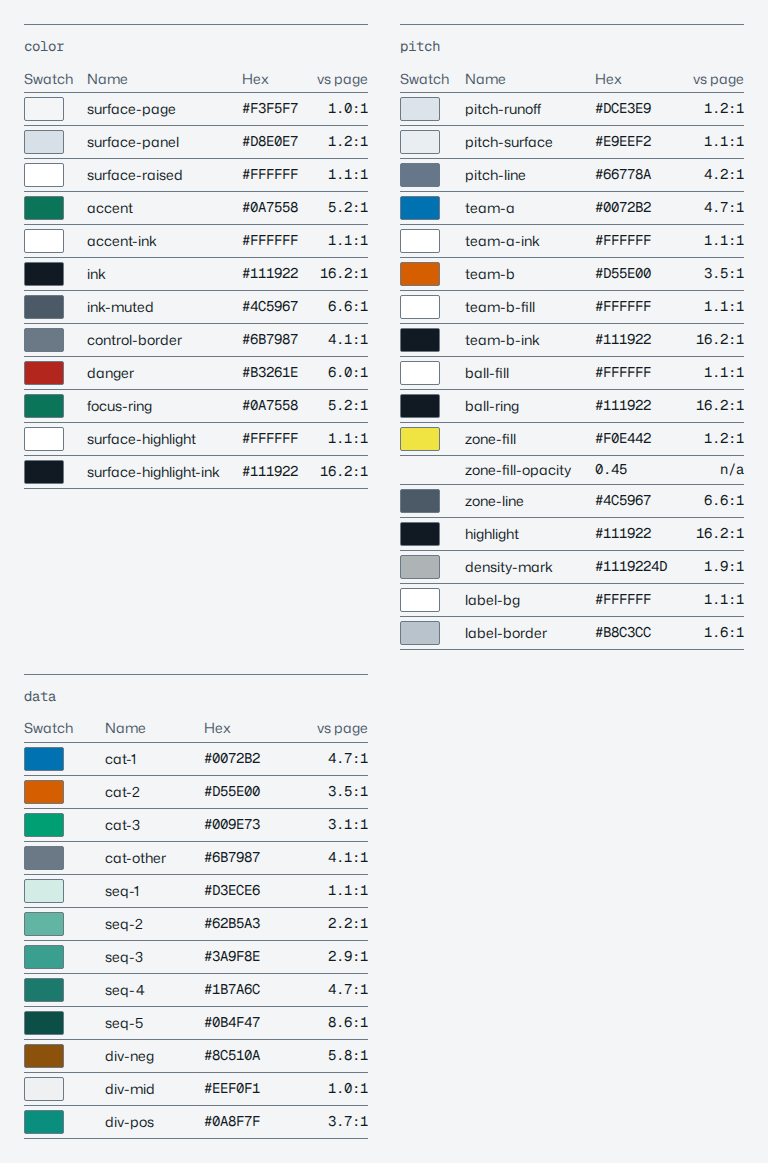 color
Swatch Name Hex vs page
surface-page #F3F5F7 1.0:1
surface-panel #D8E0E7 1.2:1
surface-raised #FFFFFF 1.1:1
accent #0A7558 5.2:1
accent-ink #FFFFFF 1.1:1
ink #111922 16.2:1
ink-muted #4C5967 6.6:1
control-border #6B7987 4.1:1
danger #B3261E 6.0:1
focus-ring #0A7558 5.2:1
surface-highlight #FFFFFF 1.1:1
surface-highlight-ink #111922 16.2:1
pitch
Swatch Name Hex vs page
pitch-runoff #DCE3E9 1.2:1
pitch-surface #E9EEF2 1.1:1
pitch-line #66778A 4.2:1
team-a #0072B2 4.7:1
team-a-ink #FFFFFF 1.1:1
team-b #D55E00 3.5:1
team-b-fill #FFFFFF 1.1:1
team-b-ink #111922 16.2:1
ball-fill #FFFFFF 1.1:1
ball-ring #111922 16.2:1
zone-fill #F0E442 1.2:1
zone-fill-opacity 0.45 n/a
zone-line #4C5967 6.6:1
highlight #111922 16.2:1
density-mark #1119224D 1.9:1
label-bg #FFFFFF 1.1:1
label-border #B8C3CC 1.6:1
data
Swatch Name Hex vs page
cat-1 #0072B2 4.7:1
cat-2 #D55E00 3.5:1
cat-3 #009E73 3.1:1
cat-other #6B7987 4.1:1
seq-1 #D3ECE6 1.1:1
seq-2 #62B5A3 2.2:1
seq-3 #3A9F8E 2.9:1
seq-4 #1B7A6C 4.7:1
seq-5 #0B4F47 8.6:1
div-neg #8C510A 5.8:1
div-mid #EEF0F1 1.0:1
div-pos #0A8F7F 3.7:1